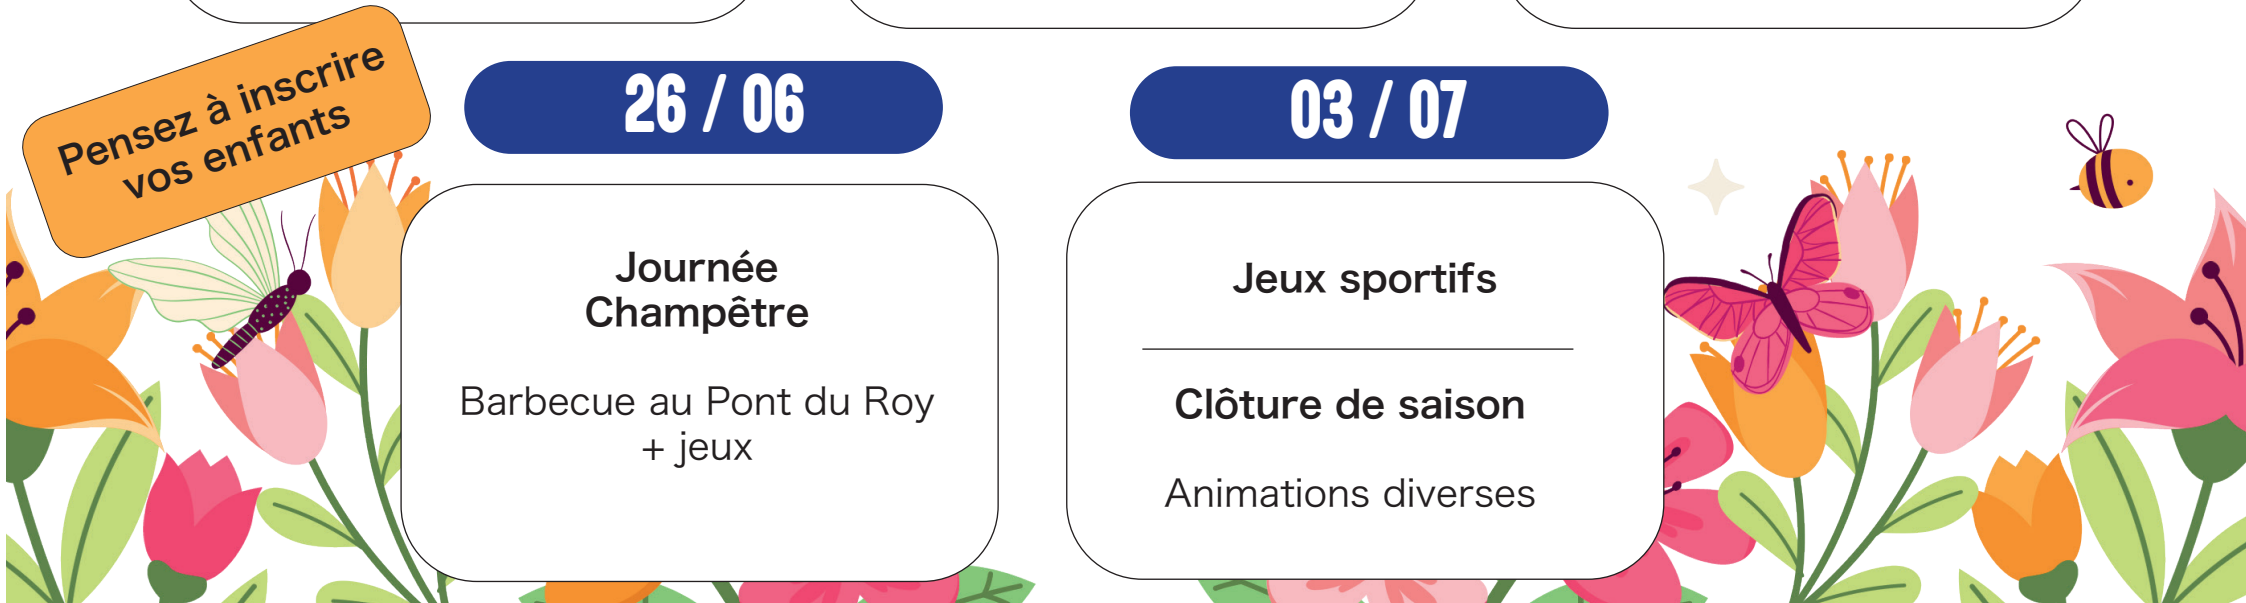 Pensez à inscrire
vos enfants
26 / 06
Journée
Champêtre
Barbecue au Pont du Roy
+ jeux
03 / 07
Jeux sportifs
Clôture de saison
Animations diverses